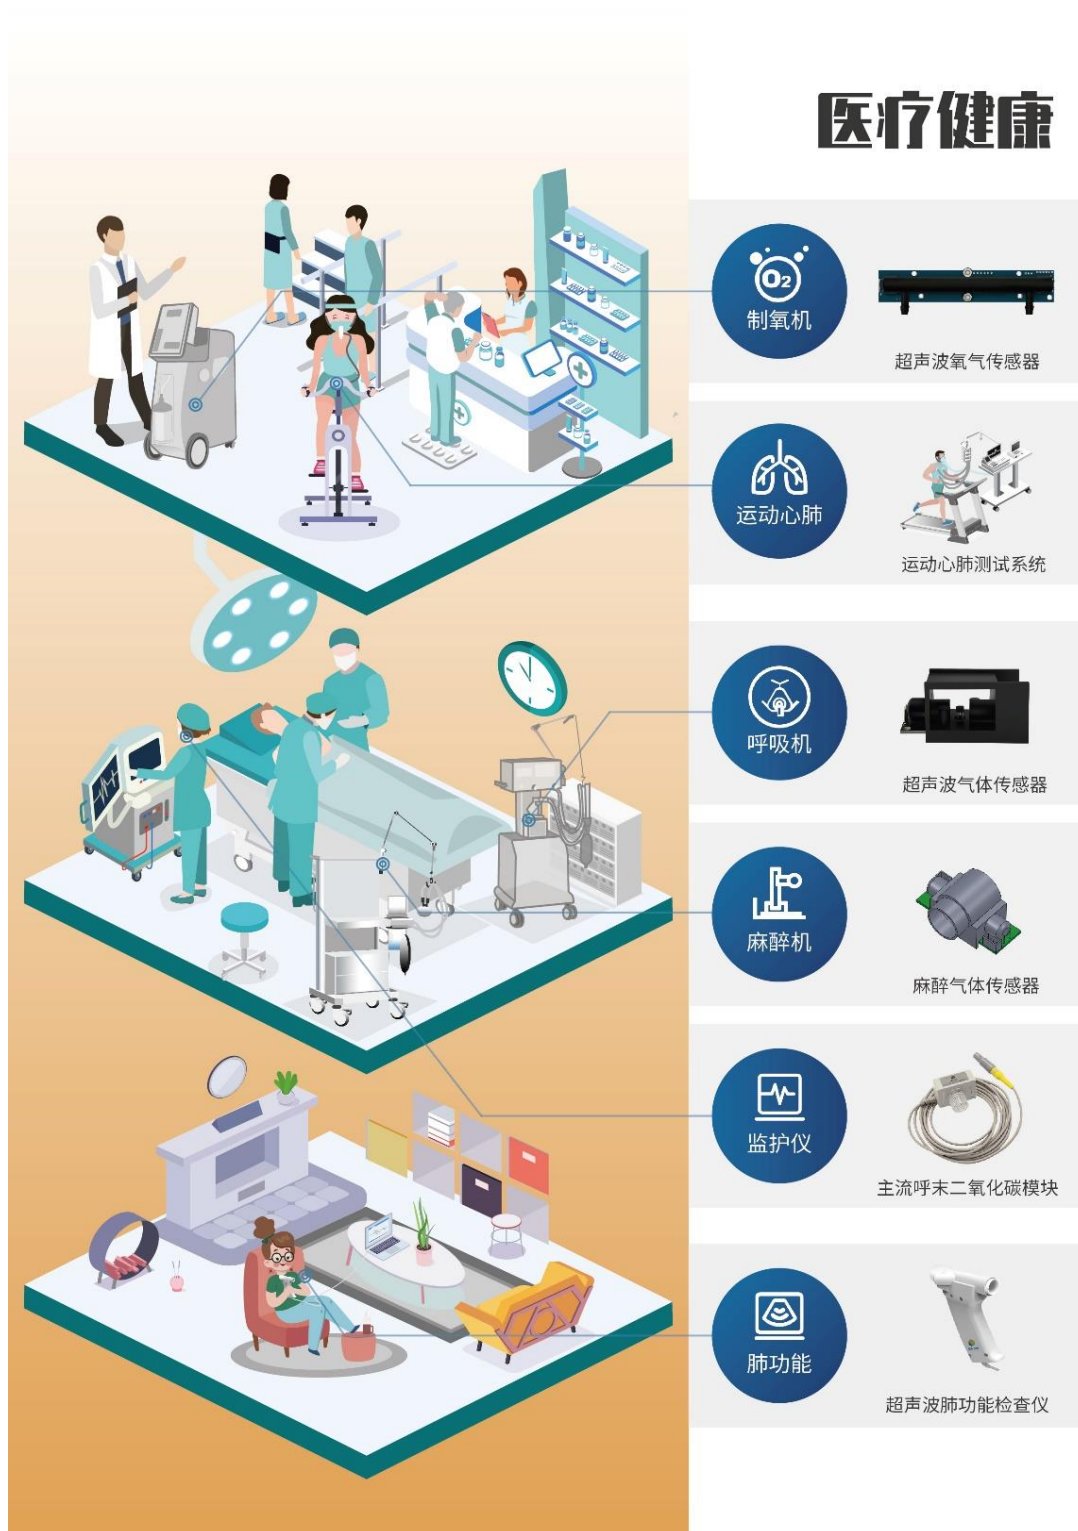 医疗健康
O2
制氧机
超声波氧气传感器
运动心肺
运动心肺测试系统
呼吸机
超声波气体传感器
麻醉机
麻醉气体传感器
监护仪
主流呼末二氧化碳模块
肺功能
超声波肺功能检查仪